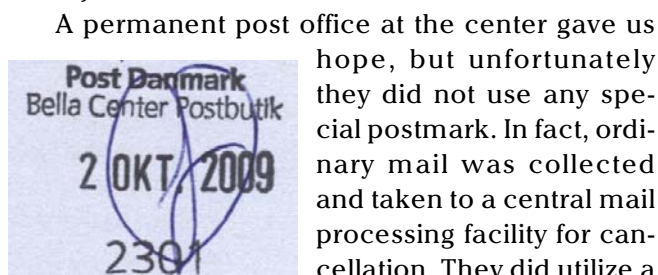 A permanent post office at the center gave us
hope, but unfortunately
they did not use any spe-
cial postmark. In fact, ordi-
nary mail was collected
and taken to a central mail
processing facility for can-
cellation. They did utilize a
Post Danmark
Bella Center Postbutik
2 OKT. 2009
2301